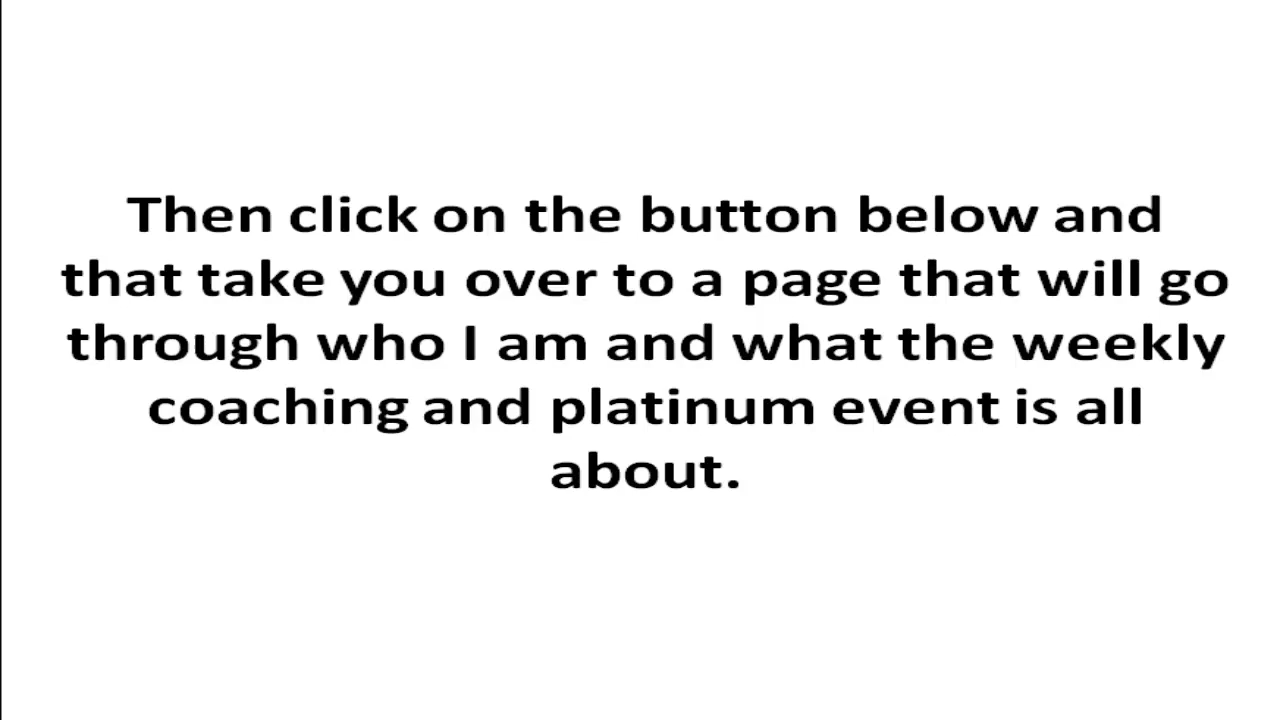 Then click on the button below and
that take you over to a page that will go
through who I am and what the weekly
coaching and platinum event is all
about.